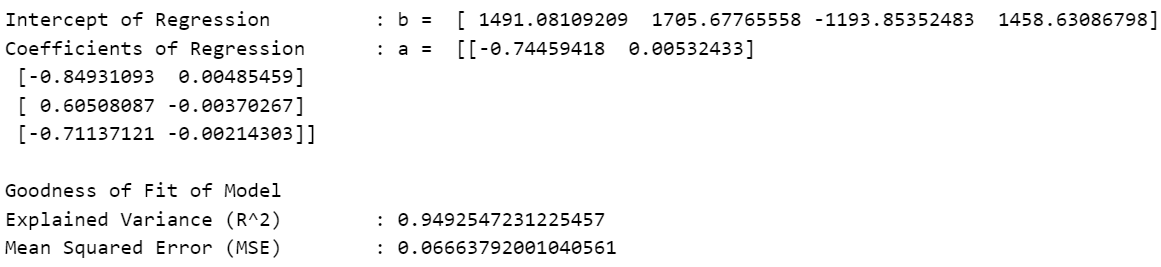 Intercept of Regression         : b =  [ 1491.08109209  1705.67765558 -1193.85352483  1458.63086798]
Coefficients of Regression      : a =  [[-0.74459418  0.00532433]
 [-0.84931093  0.00485459]
 [ 0.60508087 -0.00370267]
 [-0.71137121 -0.00214303]]
Goodness of Fit of Model
Explained Variance (R^2)        : 0.9492547231225457
Mean Squared Error (MSE)        : 0.06663792001040561